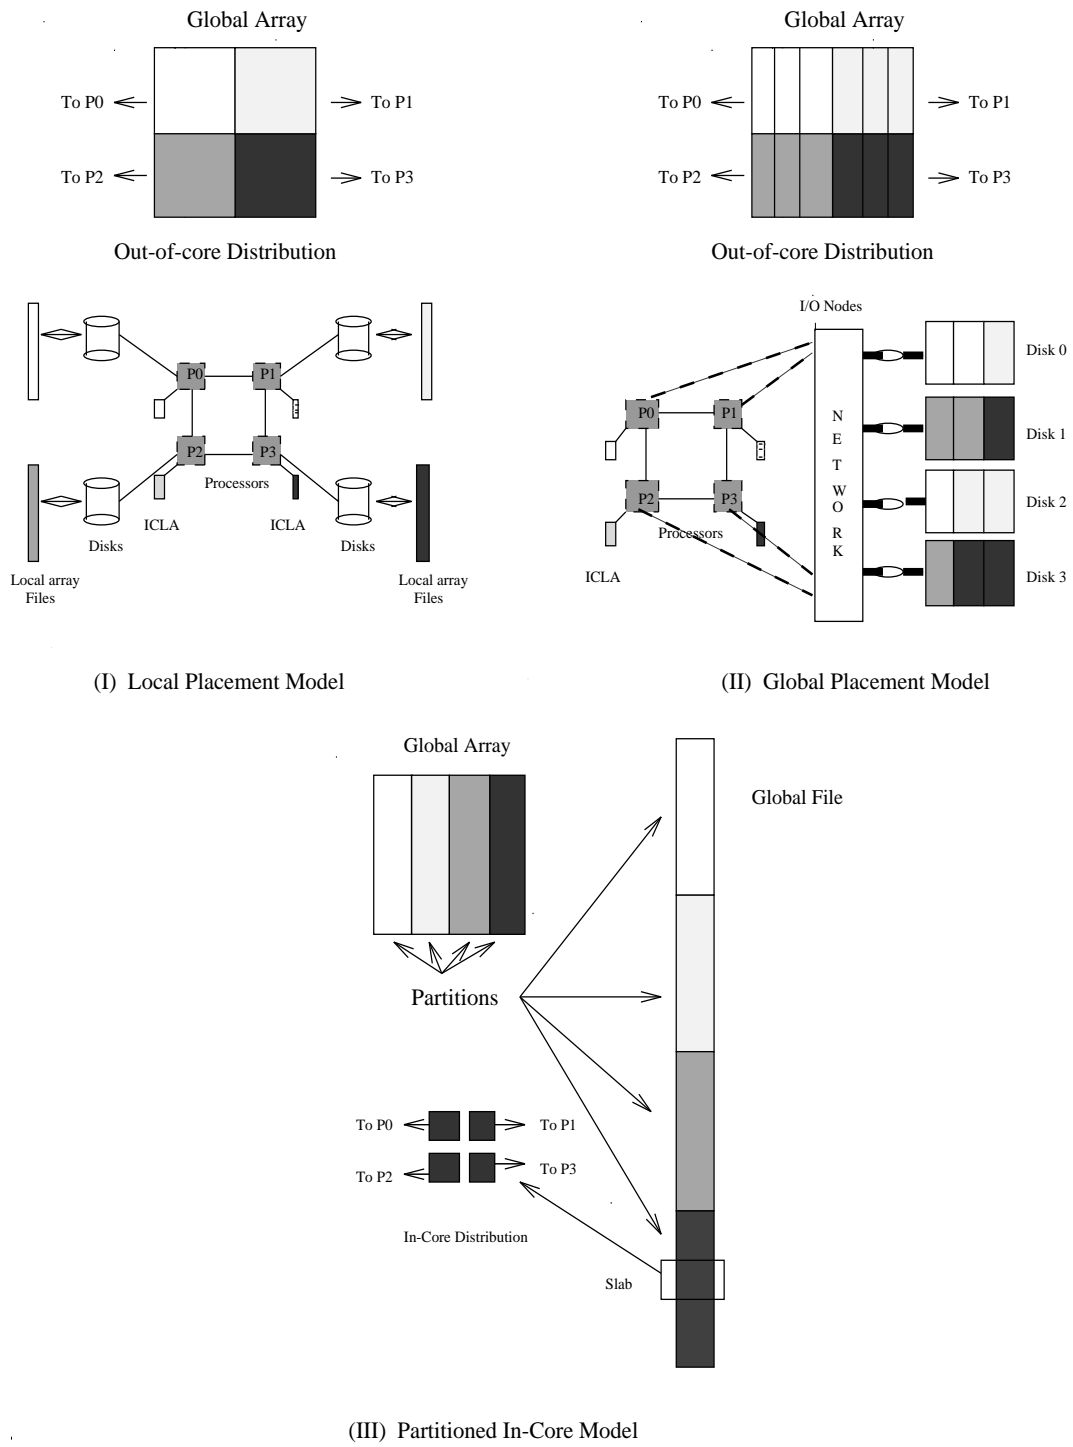 Global Array
To P0
To P1
To P2
To P3
Out-of-core Distribution
P0
P1
P2
P3
Processors
ICLA
ICLA
Disks
Disks
Local array
Files
Local array
Files
(I) Local Placement Model
Global Array
To P0
To P1
To P2
To P3
Out-of-core Distribution
I/O Nodes
P0
P1
P2
P3
Processors
ICLA
NETWORK
Disk 0
Disk 1
Disk 2
Disk 3
(II) Global Placement Model
Global Array
Global File
Partitions
To P0
To P1
To P2
To P3
In-Core Distribution
Slab
(III) Partitioned In-Core Model